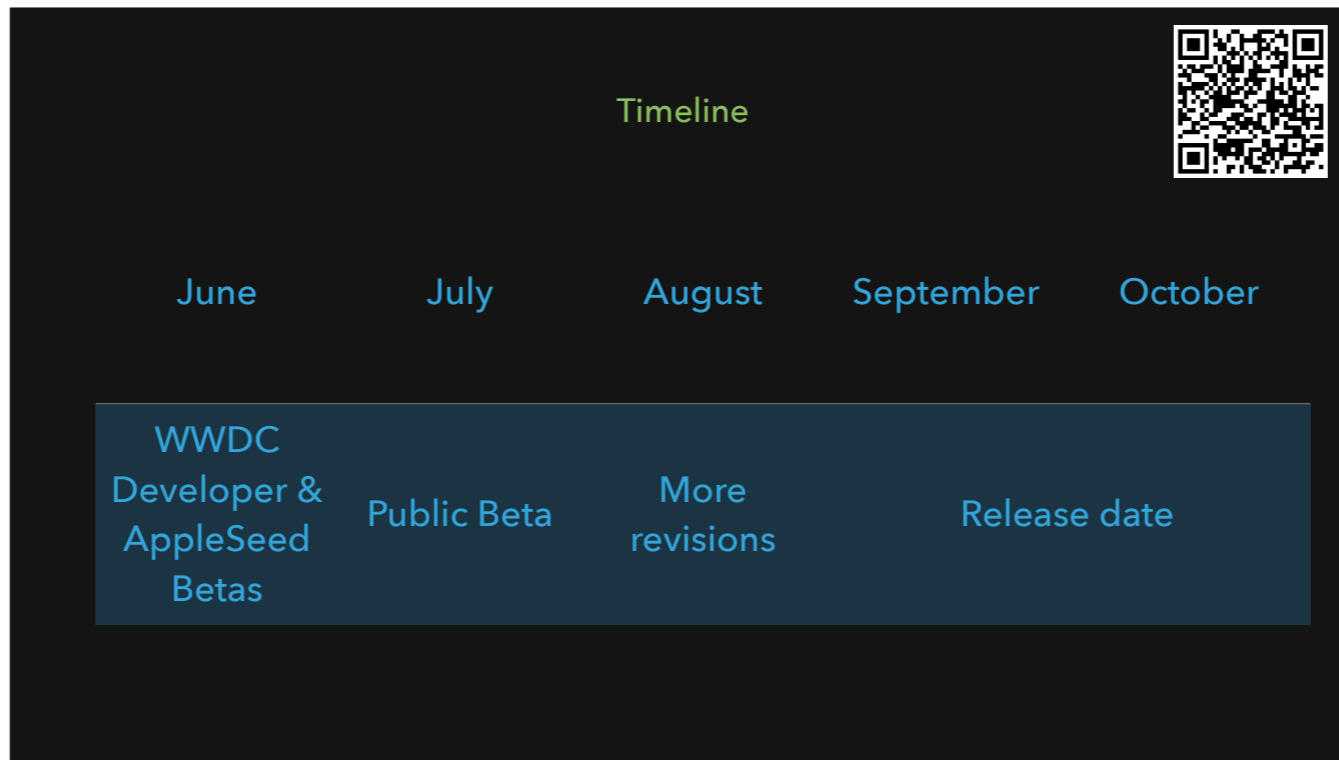 Timeline
June July August September October
WWDC
Developer &
AppleSeed
Betas
Public Beta
More
revisions
Release date